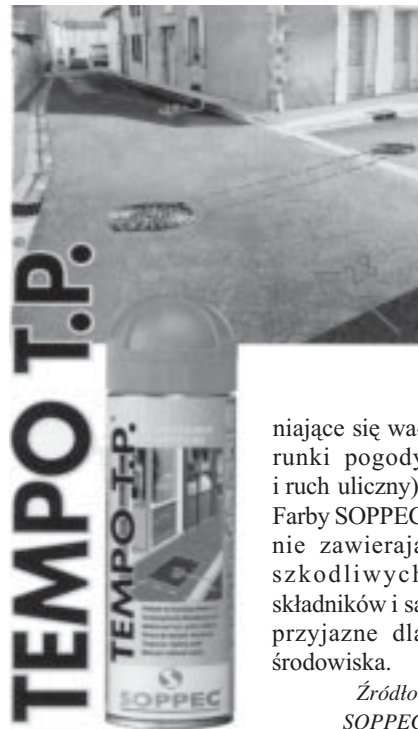 TEMPO T.P.
TEMPO T.P.
SOPPEC
niające się wa-
runki pogody
i ruch uliczny).
Farby SOPPEC
nie zawierają
szkodliwych
składników i są
przyjazne dla
środowiska.
Źródło:
SOPPEC